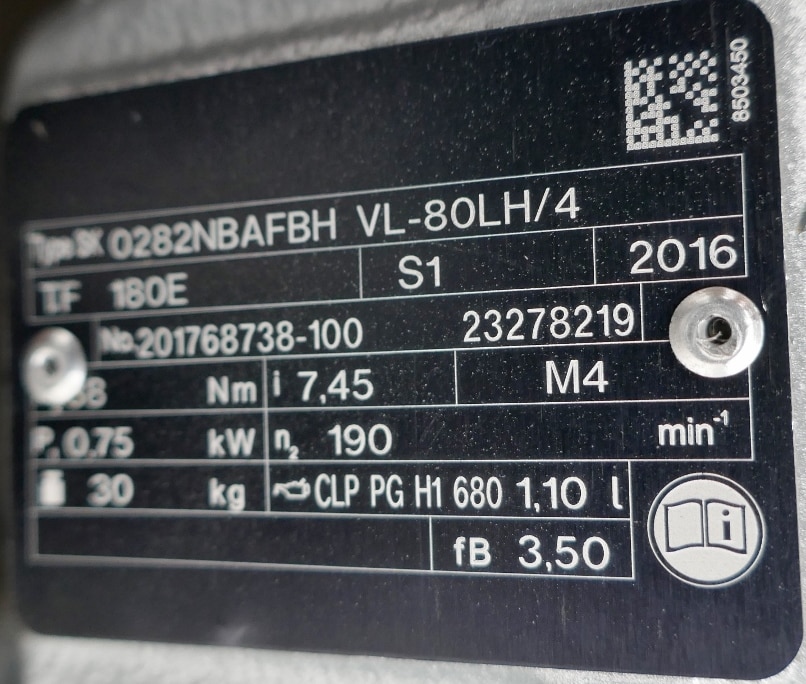 8503450
Type SK 0282NBAFBH VL-80LH/4
T.F 180E S1 2016
No. 201768738-100 23278219
Nm i 7,45 M4
P1 0.75 kW n2 190 min-1
30 kg CLP PG H1 680 1,10 l
fB 3,50
i